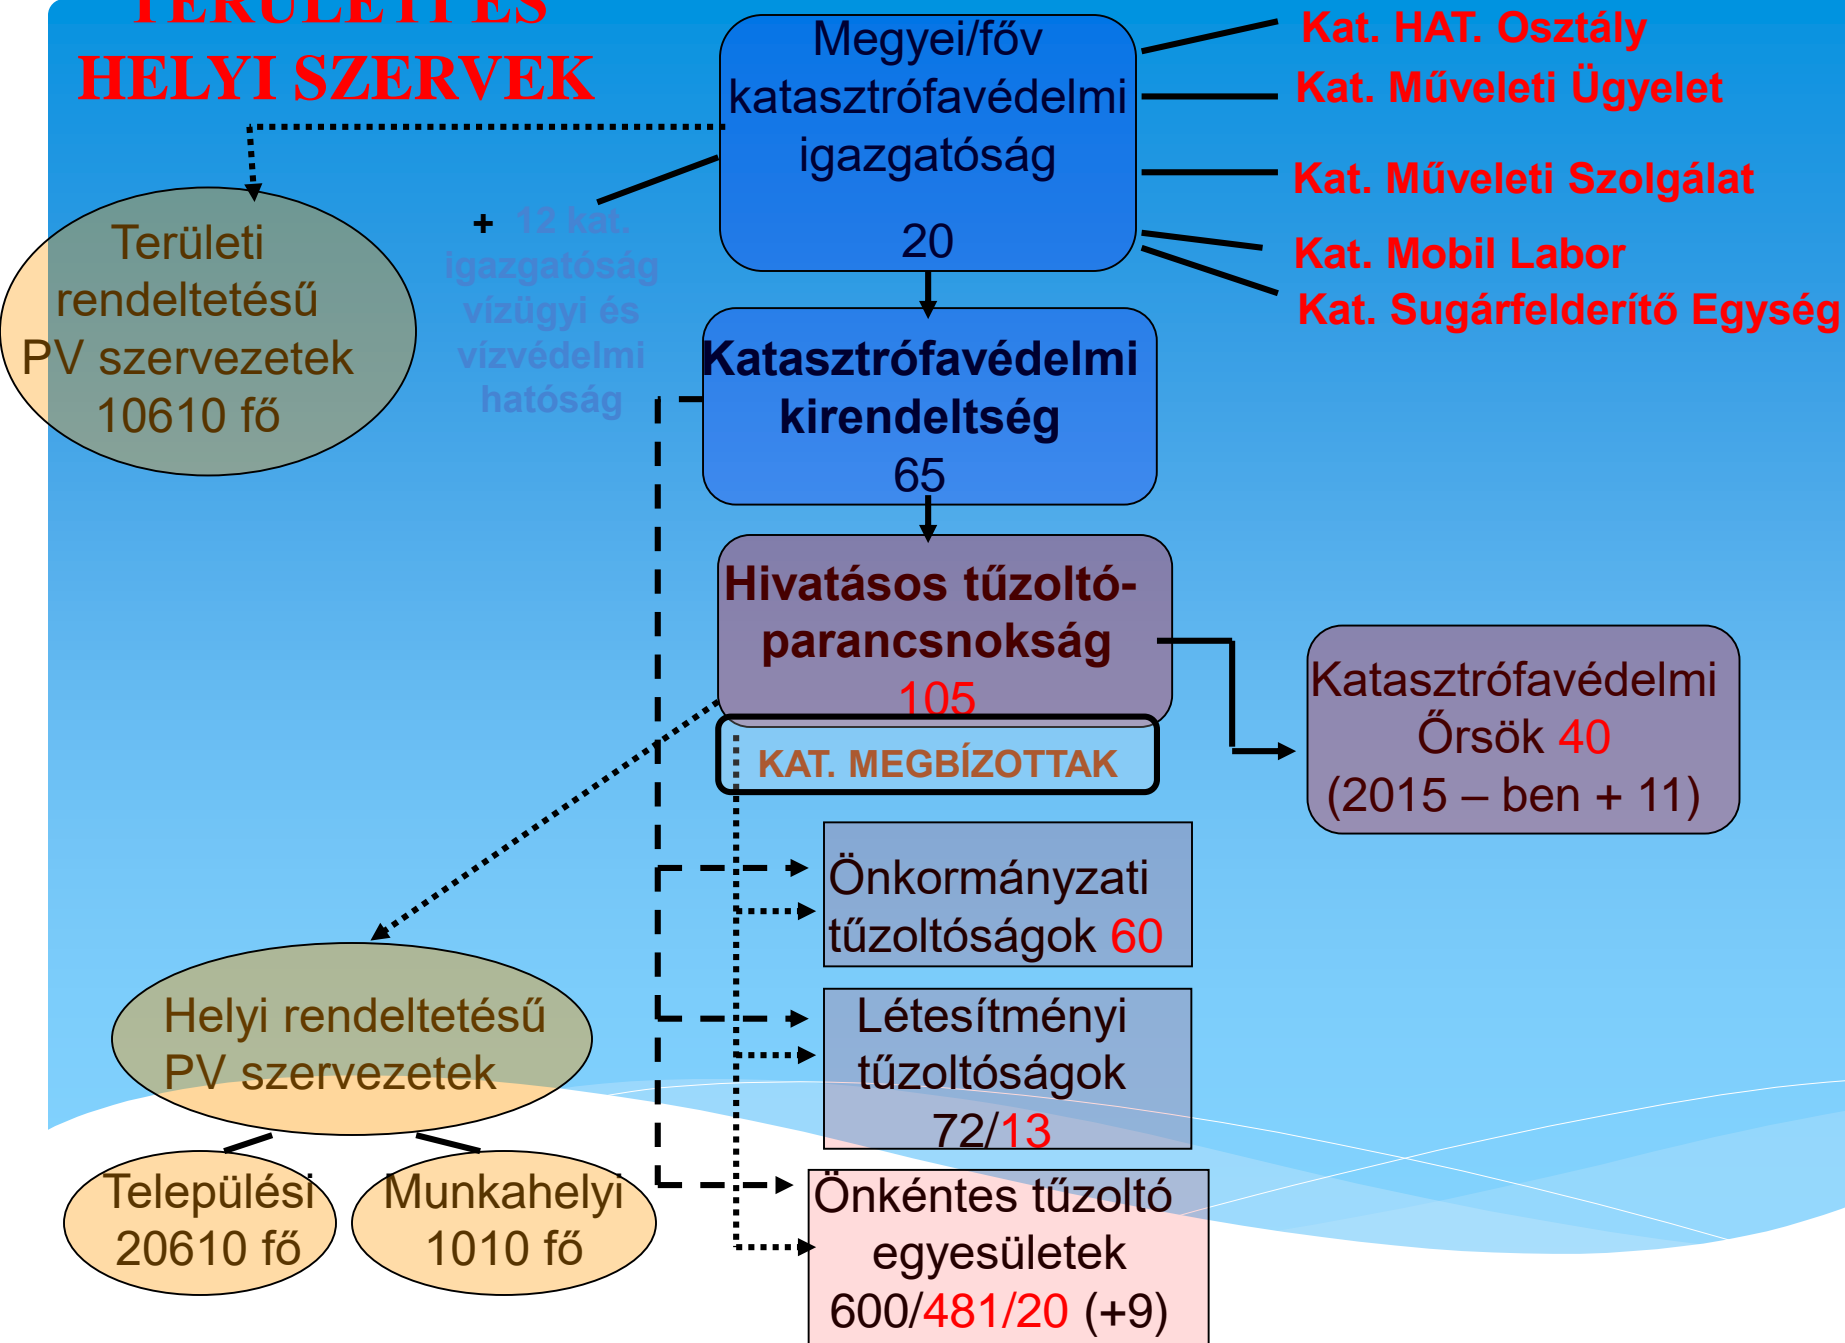 TERÜLETI ÉS
HELYI SZERVEK
Megyei/főv
katasztrófavédelmi
igazgatóság
20
Kat. HAT. Osztály
Kat. Műveleti Ügyelet
Kat. Műveleti Szolgálat
Kat. Mobil Labor
Kat. Sugárfelderítő Egység
+ 12 kat.
igazgatóság
vízügyi és
vízvédelmi
hatóság
Területi
rendeltetésű
PV szervezetek
10610 fő
Katasztrófavédelmi
kirendeltség
65
Hivatásos tűzoltó-
parancsnokság
105
KAT. MEGBÍZOTTAK
Katasztrófavédelmi
Őrsök 40
(2015 – ben + 11)
Önkormányzati
tűzoltóságok 60
Létesítményi
tűzoltóságok
72/13
Önkéntes tűzoltó
egyesületek
600/481/20 (+9)
Helyi rendeltetésű
PV szervezetek
Települési
20610 fő
Munkahelyi
1010 fő